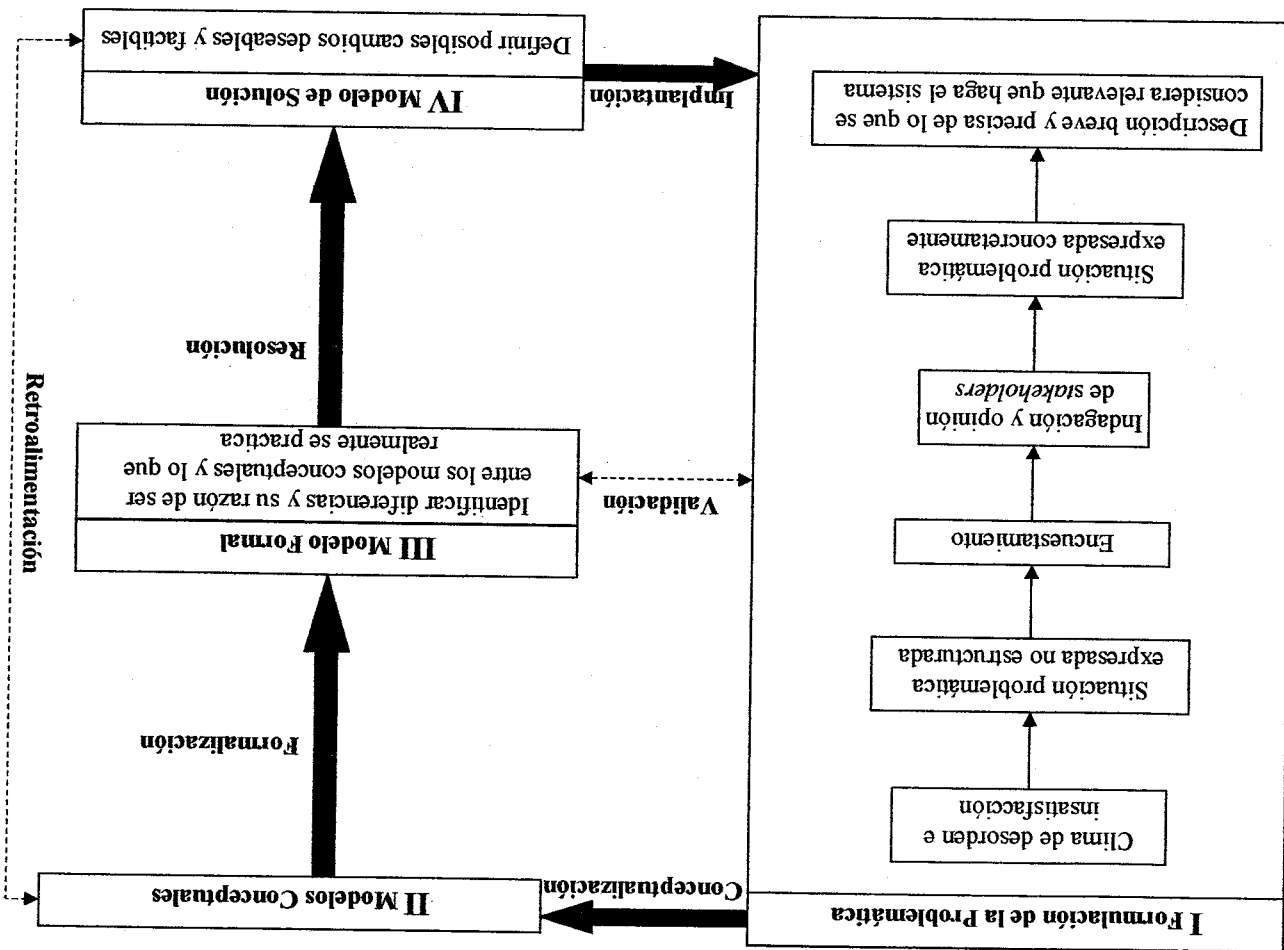 I Formulación de la Problemática
Clima de desorden e
insatisfacción
Situación problemática
expresada no estructurada
Encuestamiento
Indagación y opinión
de stakeholders
Situación problemática
expresada concretamente
Descripción breve y precisa de lo que se
considera relevante que haga el sistema
Conceptualización
II Modelos Conceptuales
Formalización
III Modelo Formal
Identificar diferencias y su razón de ser
entre los modelos conceptuales y lo que
realmente se practica
Validación
Resolución
IV Modelo de Solución
Definir posibles cambios deseables y factibles
Implantación
Retroalimentación